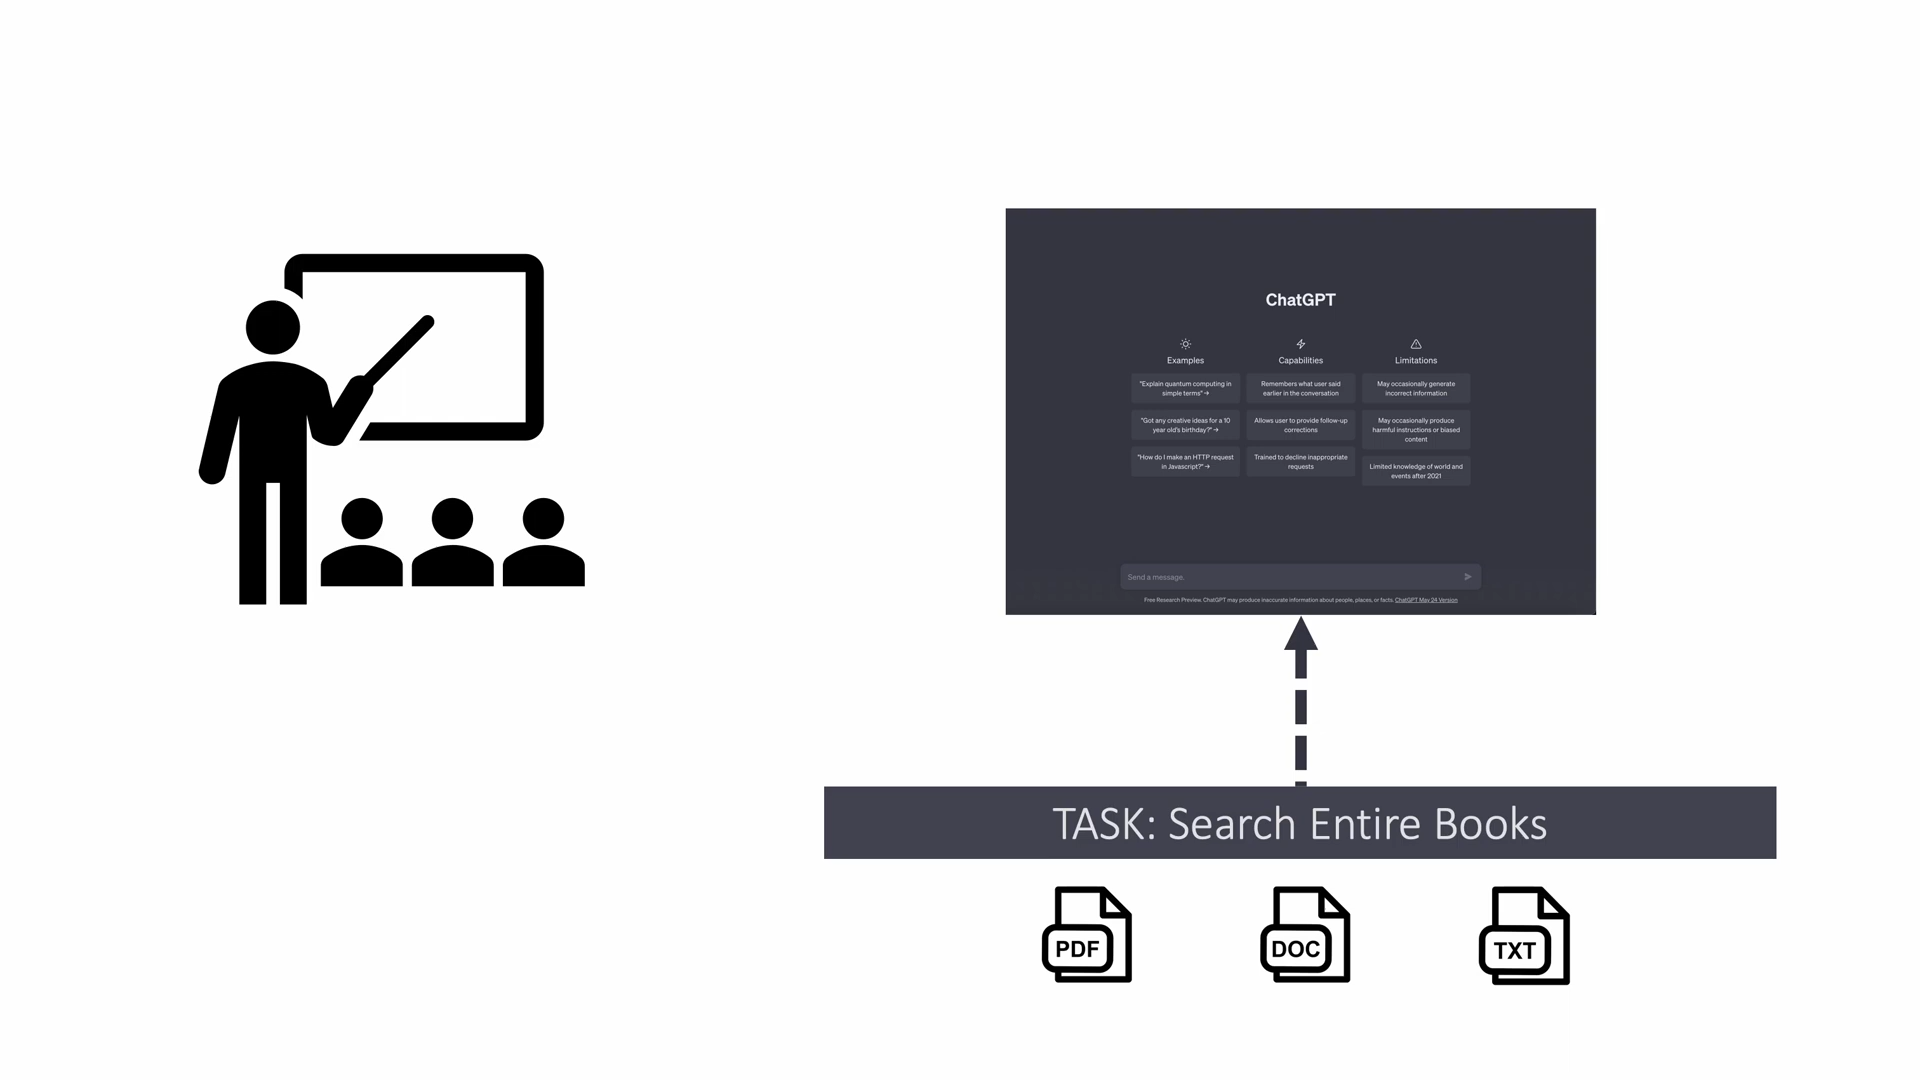 ChatGPT
Examples
Capabilities
Limitations
"Explain quantum computing in
simple terms" →
Remembers what user said
earlier in the conversation
May occasionally generate
incorrect information
"Got any creative ideas for a 10
year old's birthday?" →
Allows user to provide follow-up
corrections
May occasionally produce
harmful instructions or biased
content
"How do I make an HTTP request
in Javascript?" →
Trained to decline inappropriate
requests
Limited knowledge of world and
events after 2021
Send a message.
Free Research Preview. ChatGPT may produce inaccurate information about people, places, or facts. ChatGPT May 24 Version
TASK: Search Entire Books
PDF
DOC
TXT